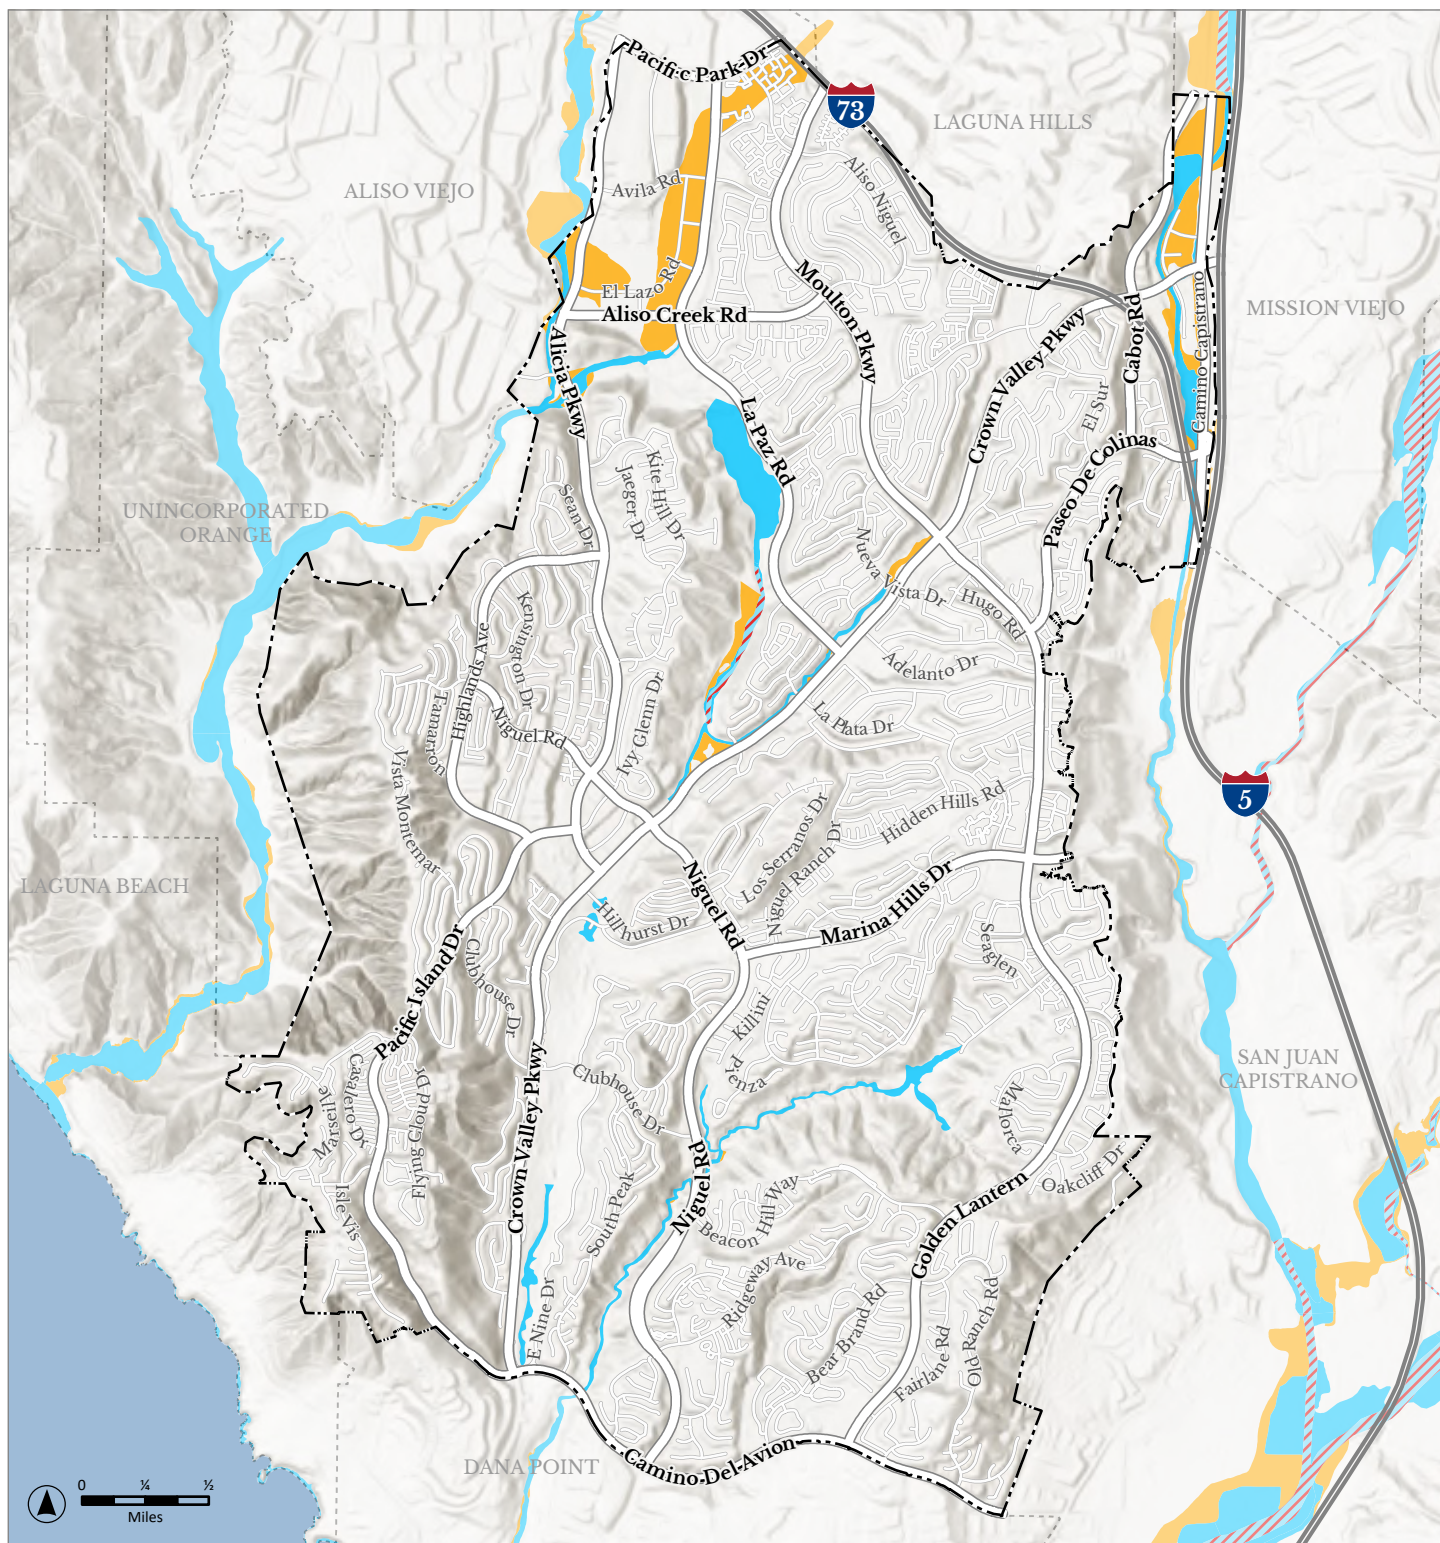 Pacific Park Dr
73
LAGUNA HILLS
ALISO VIEJO
Avila Rd
Aliso Niguel
El Lazo Rd
Aliso Creek Rd
Moulton Pkwy
MISSION VIEJO
Camino Capistrano
Cabot Rd
Crown Valley Pkwy
Alicia Pkwy
La Paz Rd
El Sur
Paseo De Colinas
Kite Hill Dr
Jaeger Dr
Sean Dr
UNINCORPORATED
ORANGE
Nueva Vista Dr
Hugo Rd
Kensington Dr
Highlands Ave
Adelanto Dr
Tamarron
Niguel Rd
Ivy Glenn Dr
La Plata Dr
Vista Montemar
Hidden Hills Rd
5
Los Serranos Dr
Niguel Ranch Dr
LAGUNA BEACH
Niguel Rd
Marina Hills Dr
Hillhurst Dr
Clubhouse Dr
Seaglen
Pacific Island Dr
Killini
Pienza
SAN JUAN
CAPISTRANO
Casalero Dr
Marseille
Flying Cloud Dr
Clubhouse Dr
Mallorca
Crown Valley Pkwy
Niguel Rd
Oakcliff Dr
Isle Vis
South Peak
Beacon Hill Way
Golden Lantern
Ridgeway Ave
E Nine Dr
Bear Brand Rd
Fairlane Rd
Old Ranch Rd
DANA POINT
Camino Del Avion
0 ¼ ½
Miles